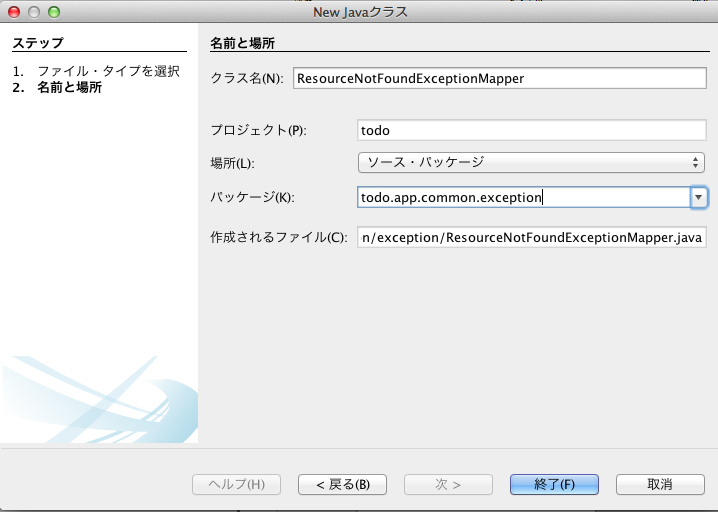 New Javaクラス
ステップ
1. ファイル・タイプを選択
2. 名前と場所
名前と場所
クラス名(N): ResourceNotFoundExceptionMapper
プロジェクト(P): todo
場所(L): ソース・パッケージ
パッケージ(K): todo.app.common.exception
作成されるファイル(C): n/exception/ResourceNotFoundExceptionMapper.java
ヘルプ(H) < 戻る(B) 次 > 終了(F) 取消